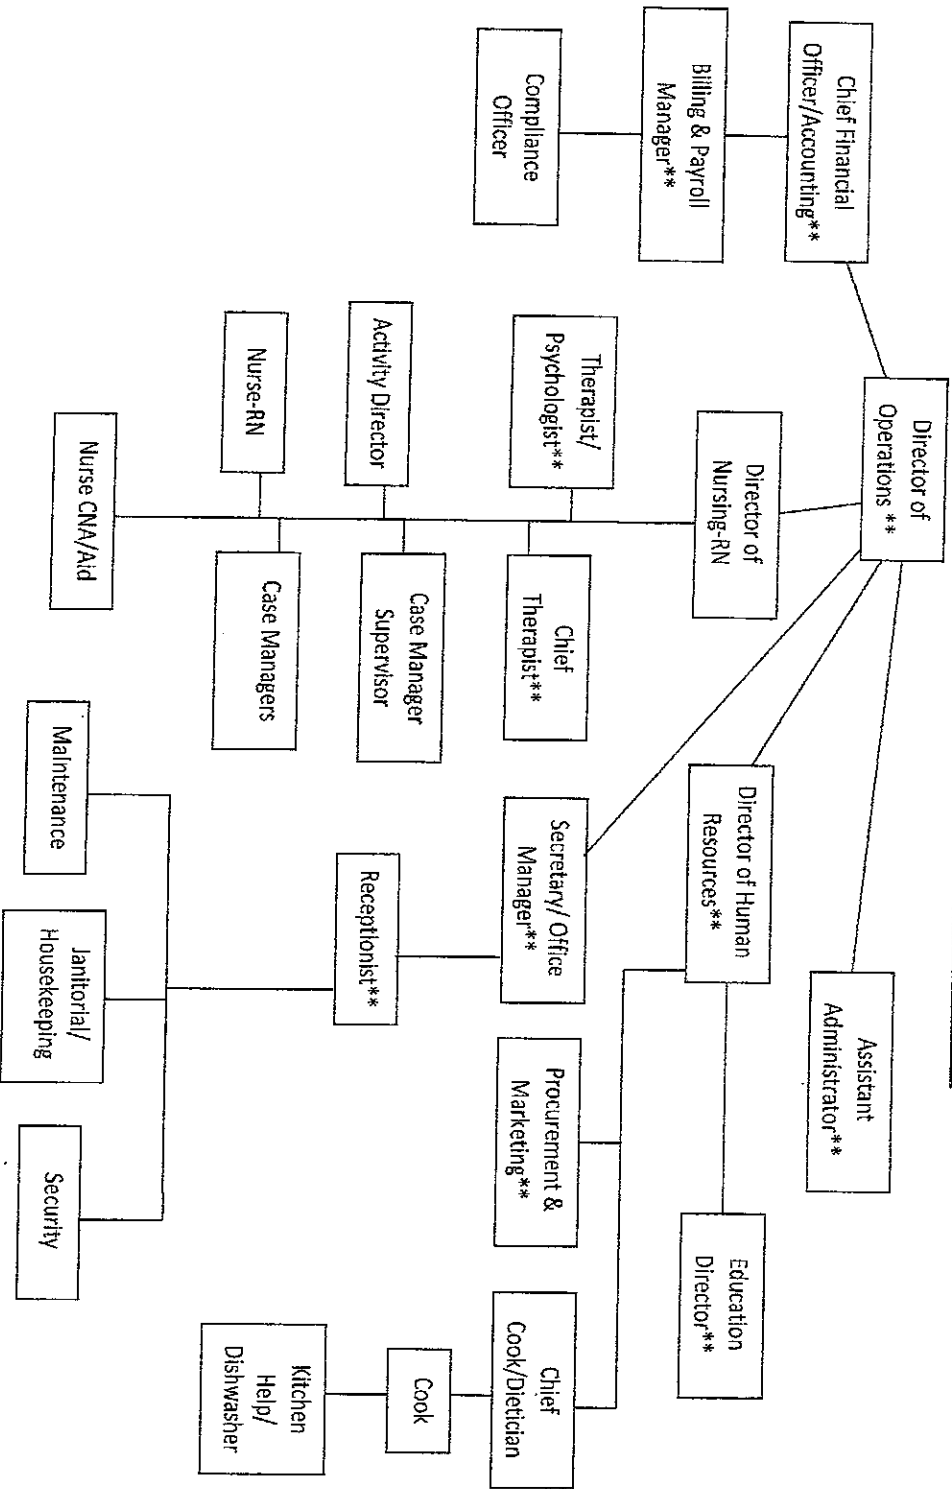 Director of
Operations **
Chief Financial
Officer/Accounting**
Billing & Payroll
Manager**
Compliance
Officer
Director of
Nursing-RN
Therapist/
Psychologist**
Chief
Therapist**
Activity Director
Case Manager
Supervisor
Nurse-RN
Case Managers
Nurse CNA/Aid
Assistant
Administrator**
Director of Human
Resources**
Education
Director**
Secretary/ Office
Manager**
Procurement &
Marketing**
Chief
Cook/Dietician
Receptionist**
Cook
Kitchen
Help/
Dishwasher
Maintenance
Janitorial/
Housekeeping
Security